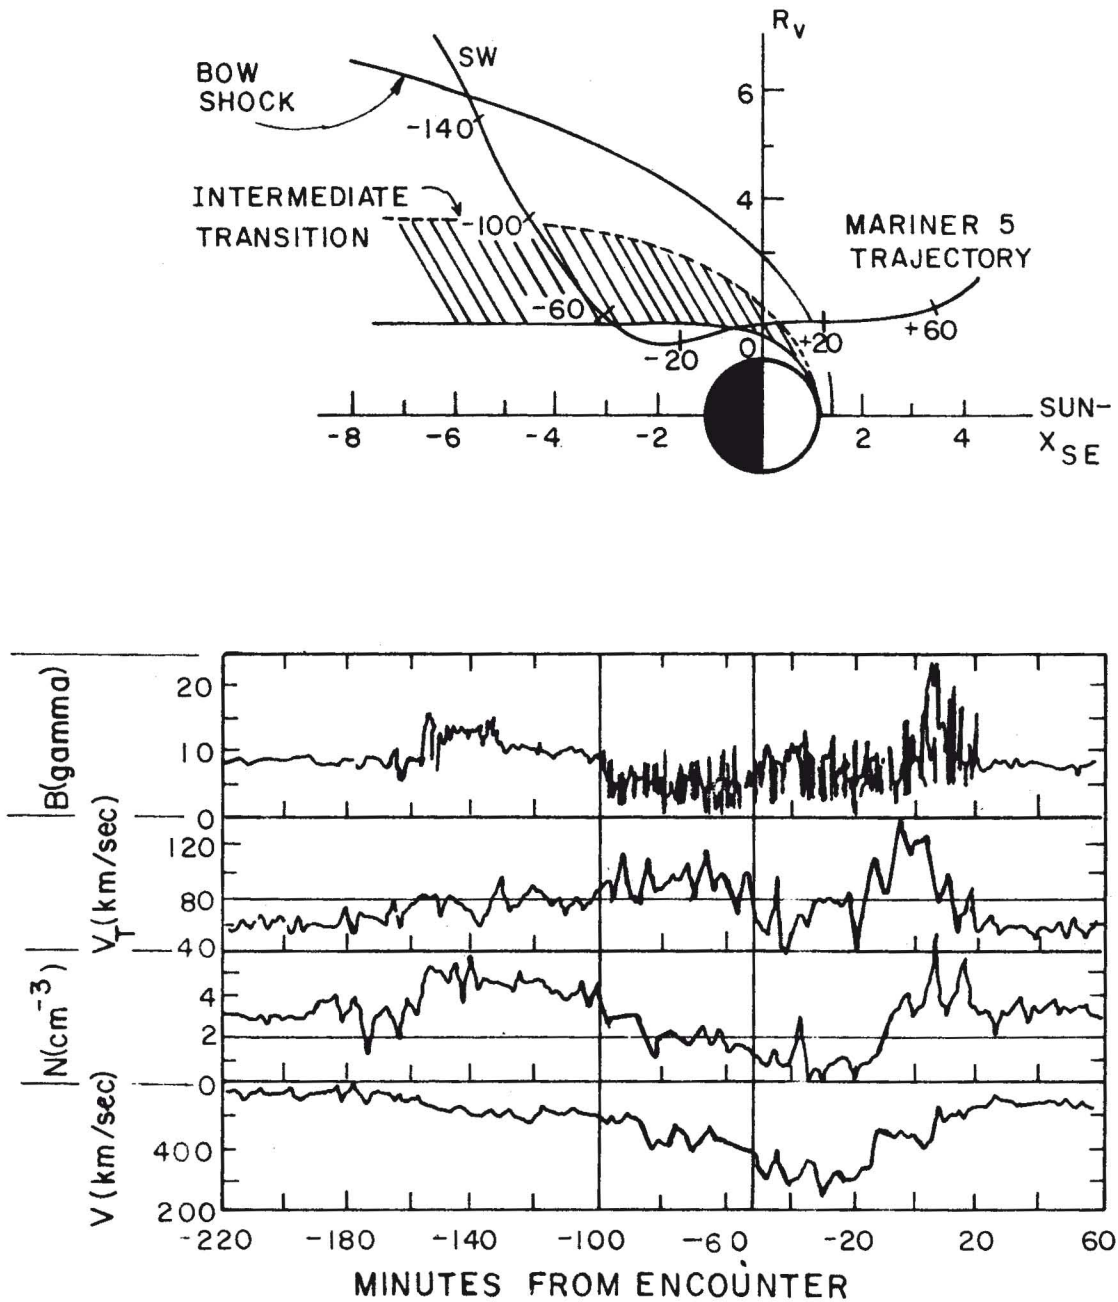 R_V
SW
BOW
SHOCK
6
-140
INTERMEDIATE
TRANSITION
-100
4
MARINER 5
TRAJECTORY
-60
-20
0
+20
+60
-8 -6 -4 -2 2 4
SUN-
X_SE
|B(gamma)|
20
10
0
V_T(km/sec)
120
80
40
|N(cm^-3)|
4
2
-0
V(km/sec)
400
200
-220 -180 -140 -100 -60 -20 20 60
MINUTES FROM ENCOUNTER